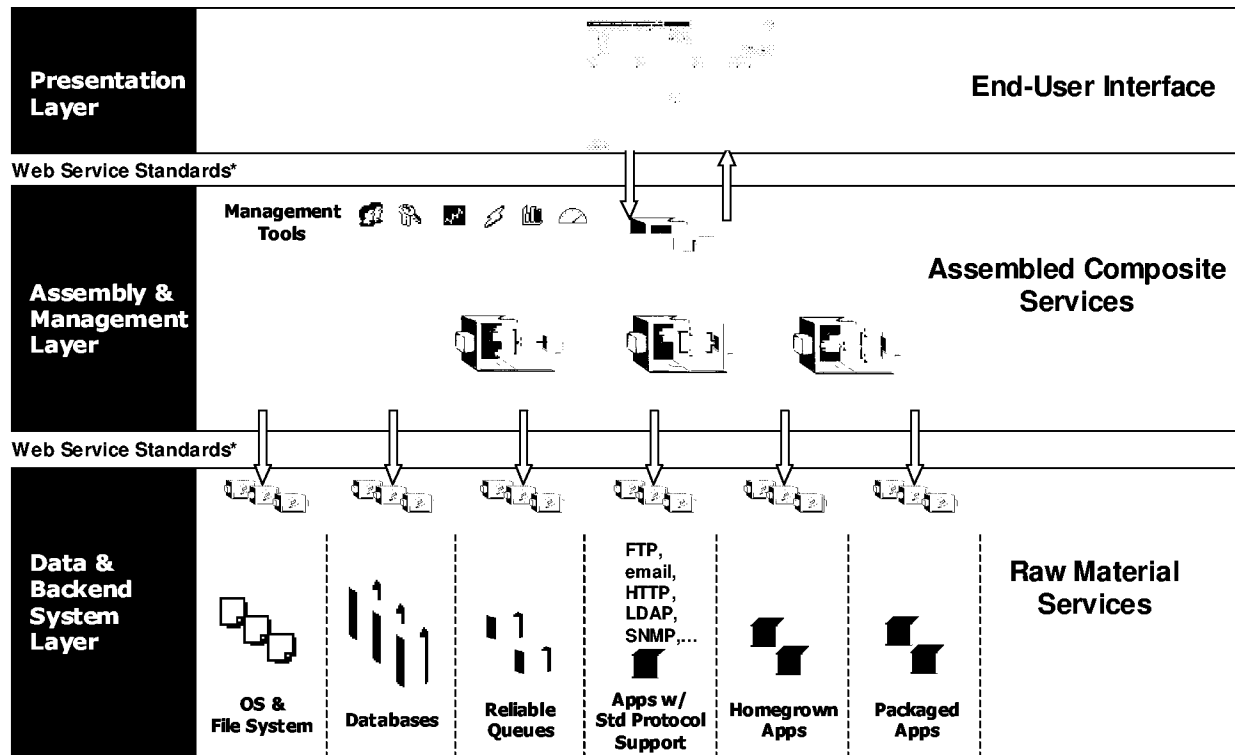 Presentation
Layer
End-User Interface
Web Service Standards*
Management
Tools
Assembly &
Management
Layer
Assembled Composite
Services
Web Service Standards*
Data &
Backend
System
Layer
FTP,
email,
HTTP,
LDAP,
SNMP,...
Raw Material
Services
OS &
File System
Databases
Reliable
Queues
Apps w/
Std Protocol
Support
Homegrown
Apps
Packaged
Apps